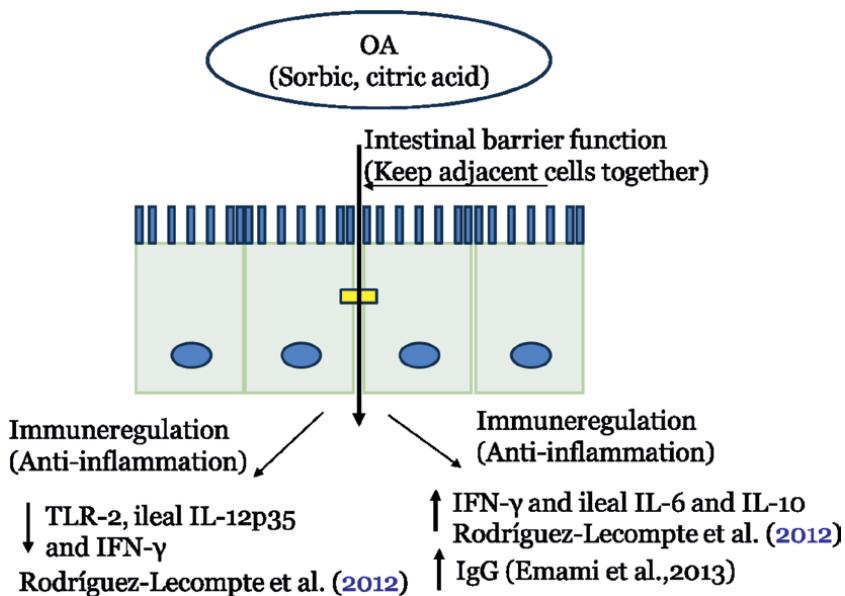 OA
(Sorbic, citric acid)
Intestinal barrier function
(Keep adjacent cells together)
Immuneregulation
(Anti-inflammation)
TLR-2, ileal IL-12p35
and IFN-γ
Rodríguez-Lecompte et al. (2012)
Immuneregulation
(Anti-inflammation)
IFN-γ and ileal IL-6 and IL-10
Rodríguez-Lecompte et al. (2012)
IgG (Emami et al.,2013)